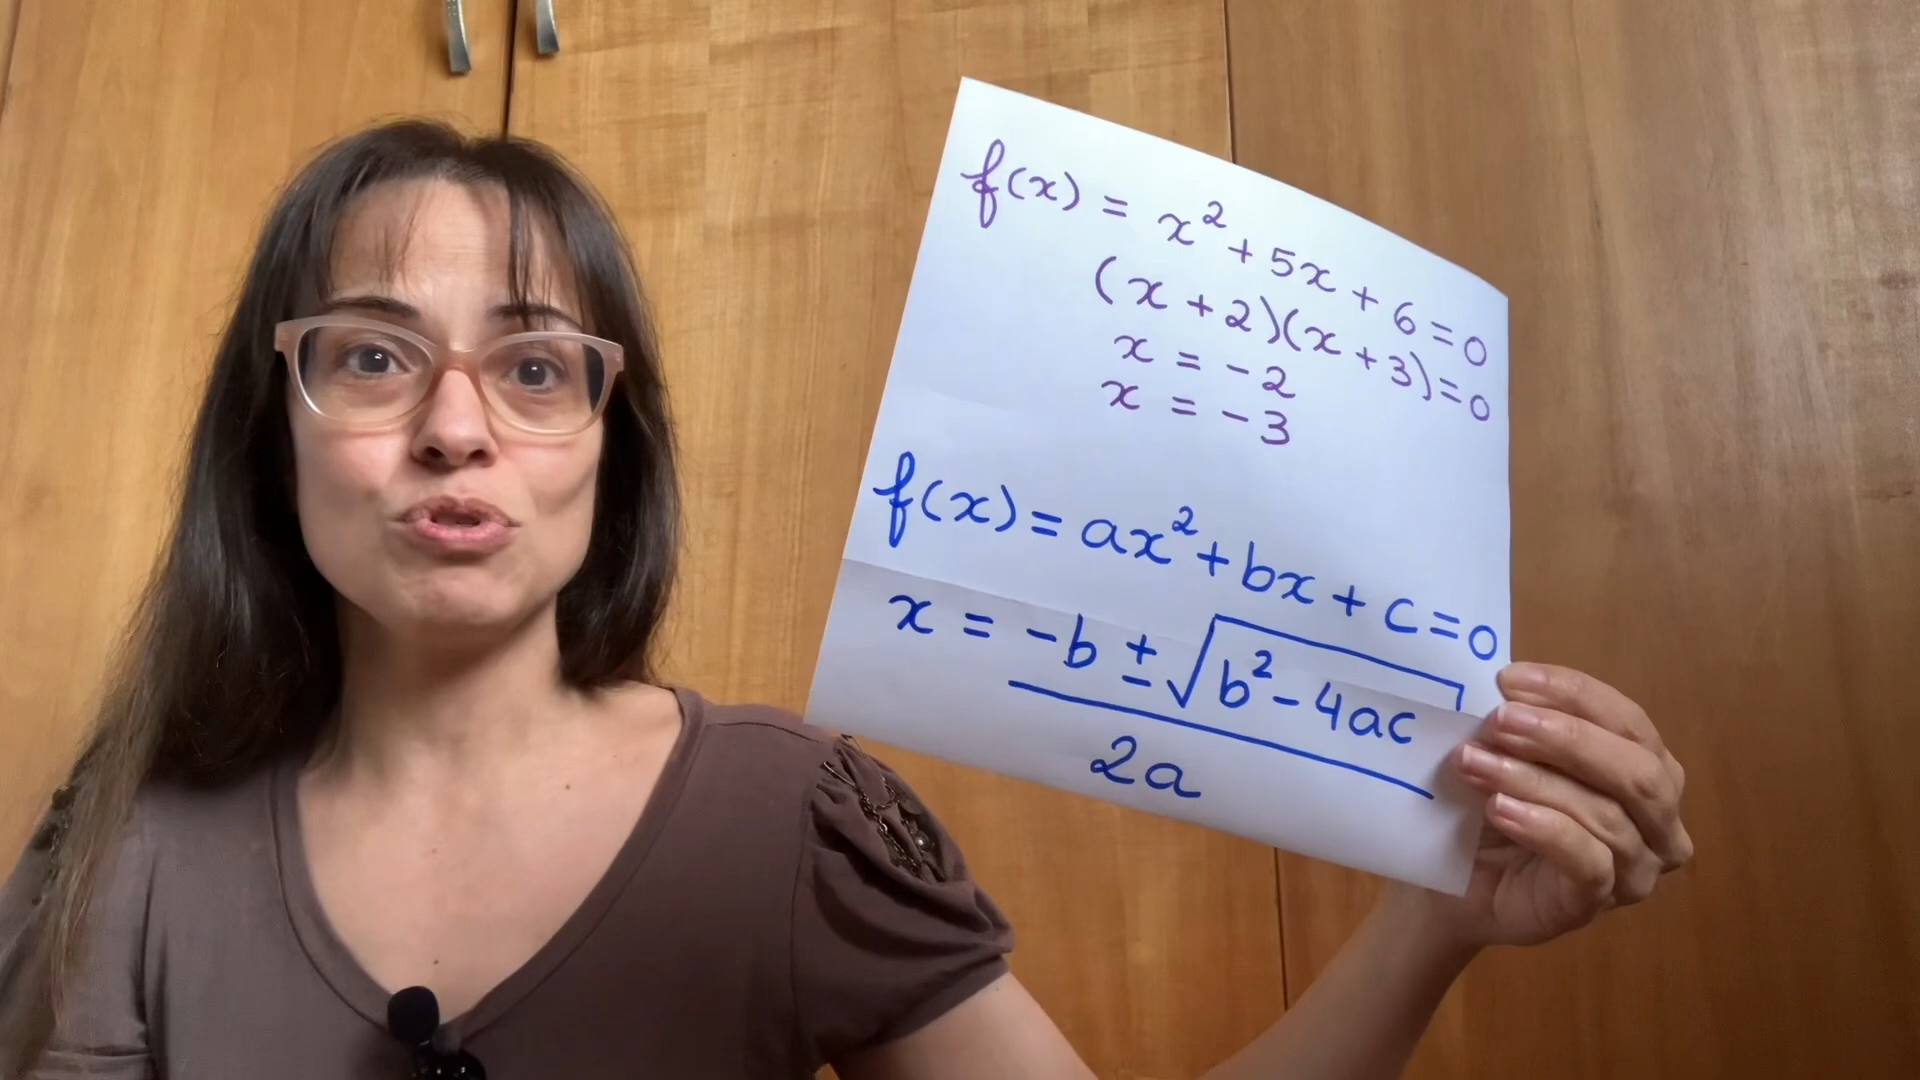 f(x) = x² + 5x + 6 = 0
(x + 2)(x + 3) = 0
x = -2
x = -3
f(x) = ax² + bx + c = 0
x = -b ± √b² - 4ac
2a